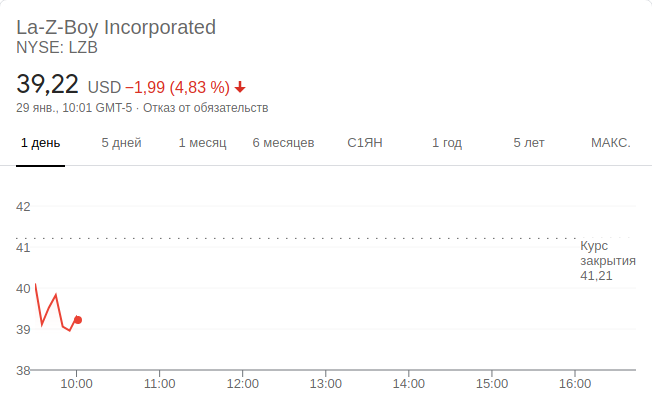 La-Z-Boy Incorporated
NYSE: LZB
39,22 USD −1,99 (4,83 %)
29 янв., 10:01 GMT-5 · Отказ от обязательств
1 день 5 дней 1 месяц 6 месяцев С1ЯН 1 год 5 лет МАКС.
42
41
Курс
закрытия
41,21
40
39
38
10:00 11:00 12:00 13:00 14:00 15:00 16:00